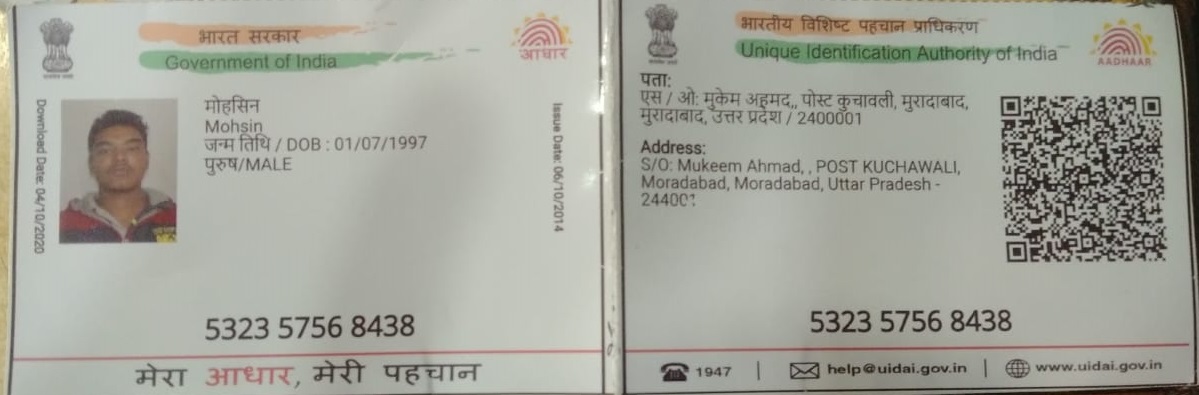 भारत सरकार
Government of India
आधार
Download Date: 04/10/2020
मोहसिन
Mohsin
जन्म तिथि / DOB : 01/07/1997
पुरुष/MALE
Issue Date: 06/10/2014
5323 5756 8438
मेरा आधार, मेरी पहचान
भारतीय विशिष्ट पहचान प्राधिकरण
Unique Identification Authority of India
AADHAAR
पता:
एस / ओ: मुकेम अहमद,, पोस्ट कुचावली, मुरादाबाद,
मुरादाबाद, उत्तर प्रदेश / 2400001
Address:
S/O: Mukeem Ahmad, , POST KUCHAWALI,
Moradabad, Moradabad, Uttar Pradesh -
244001
5323 5756 8438
1947
help@uidai.gov.in
www.uidai.gov.in